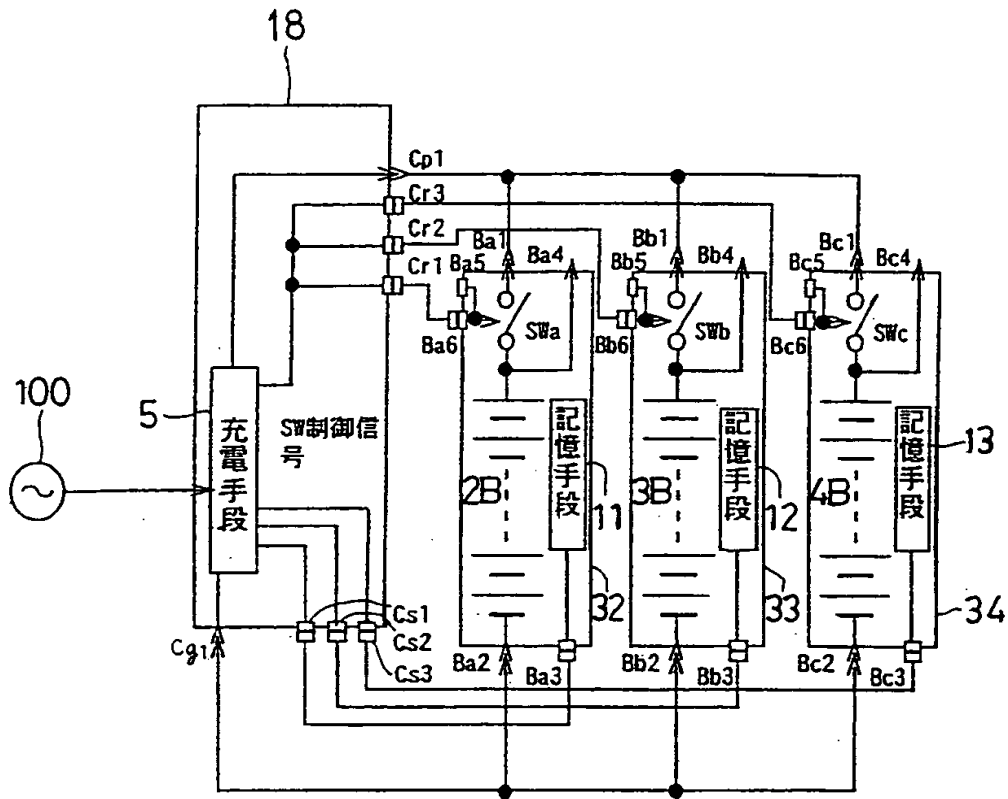 18
Cp1
Cr3
Cr2
Cr1
Ba1
Ba4
Ba5
Ba6
SWa
Bb1
Bb4
Bb5
Bb6
SWb
Bc1
Bc4
Bc5
Bc6
SWc
100
5
充電手段
SW制御信
号
2B
記憶手段
11
32
3B
記憶手段
12
33
4B
記憶手段
13
34
Cg1
Cs1
Cs2
Cs3
Ba2
Ba3
Bb2
Bb3
Bc2
Bc3